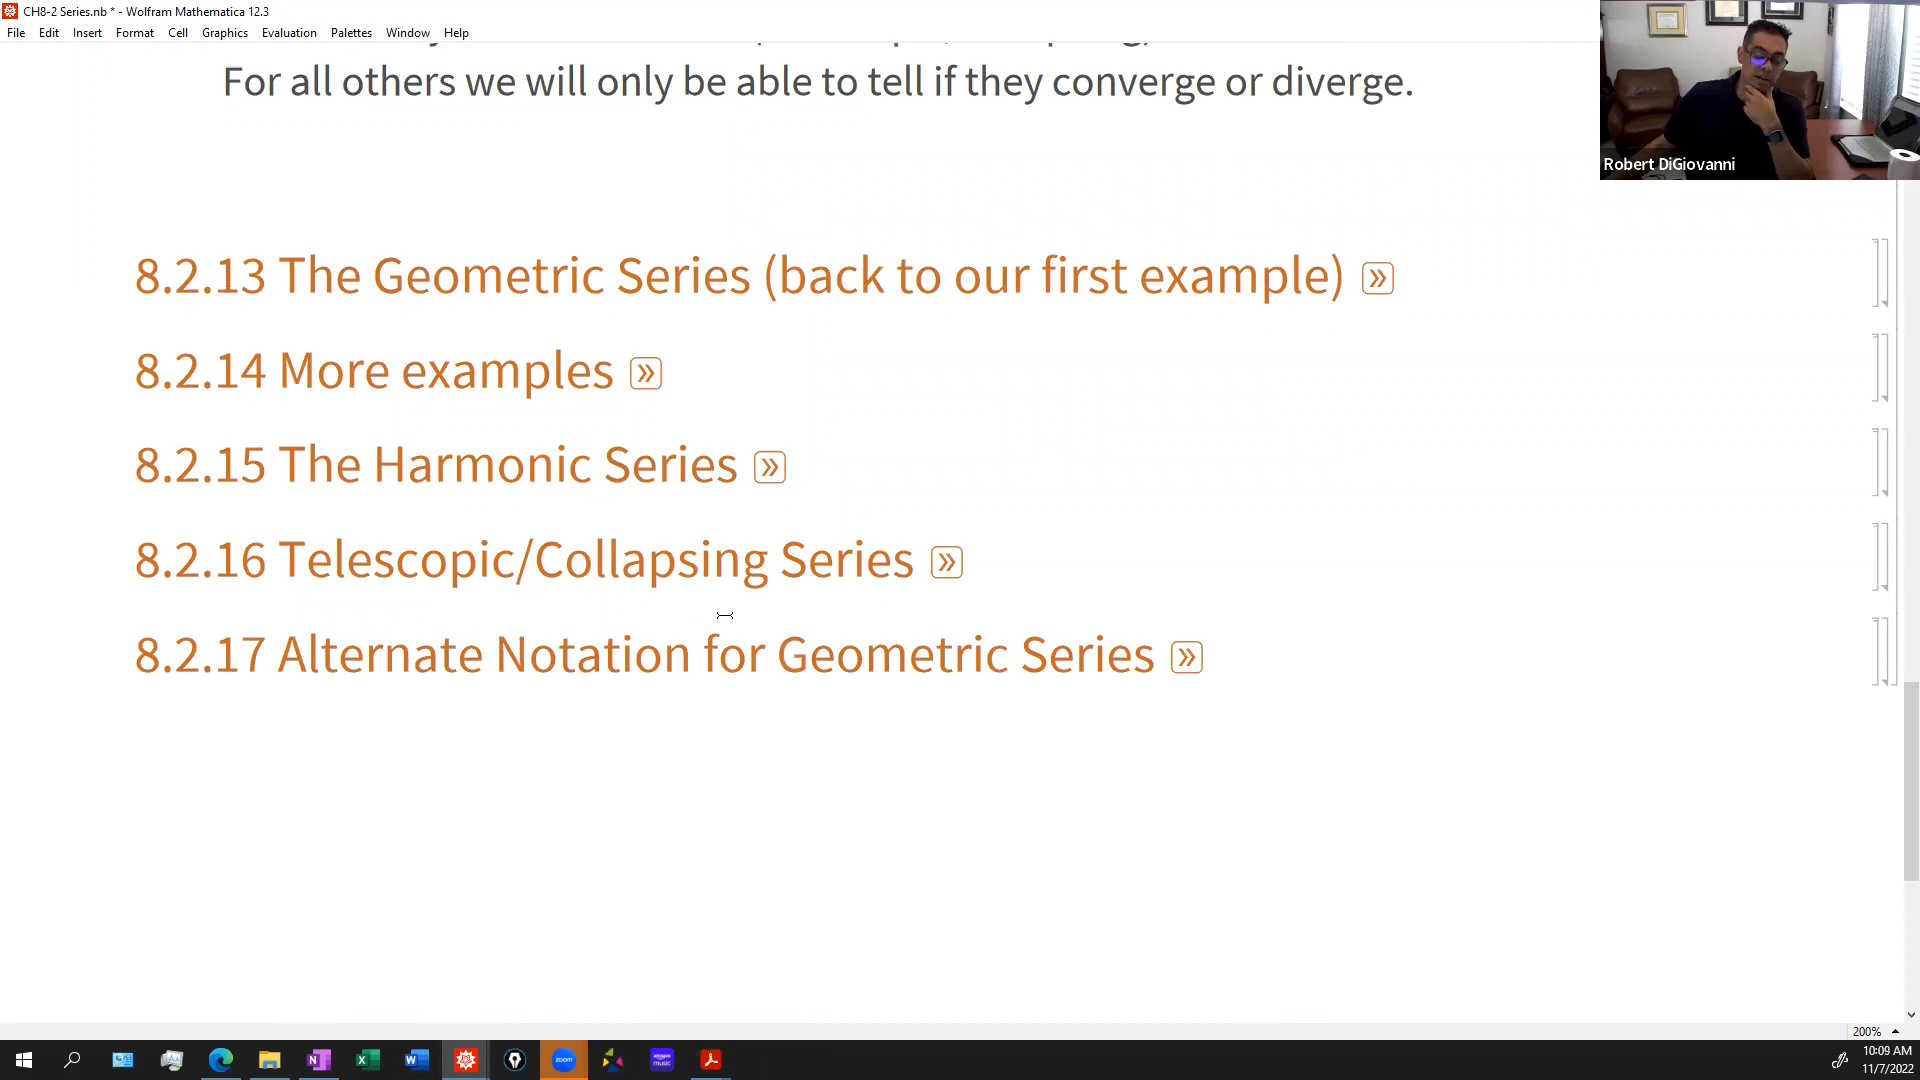 CH8-2 Series.nb * - Wolfram Mathematica 12.3
File Edit Insert Format Cell Graphics Evaluation Palettes Window Help
For all others we will only be able to tell if they converge or diverge.
Robert DiGiovanni
8.2.13 The Geometric Series (back to our first example) »
8.2.14 More examples »
8.2.15 The Harmonic Series »
8.2.16 Telescopic/Collapsing Series »
8.2.17 Alternate Notation for Geometric Series »
200%
zoom
amazon music
10:09 AM
11/7/2022